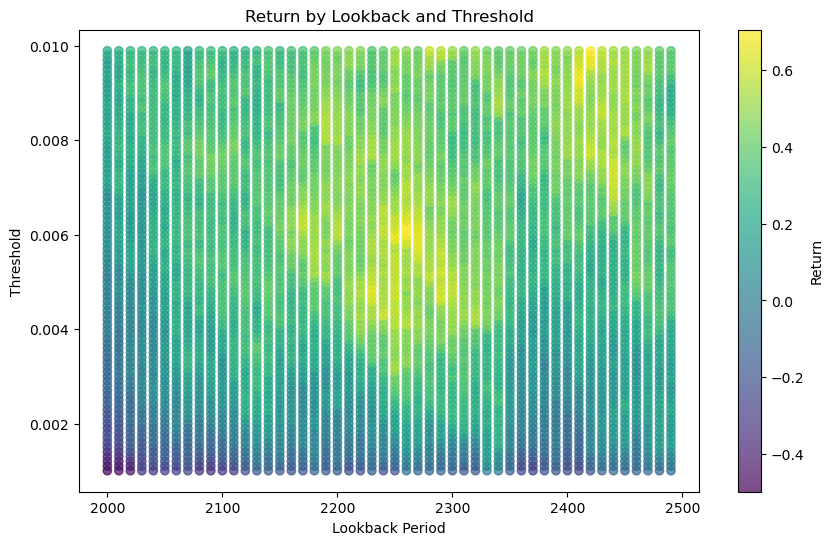 Return by Lookback and Threshold
0.010
0.008
0.006
0.004
0.002
Threshold
2000 2100 2200 2300 2400 2500
Lookback Period
0.6
0.4
0.2
0.0
−0.2
−0.4
Return